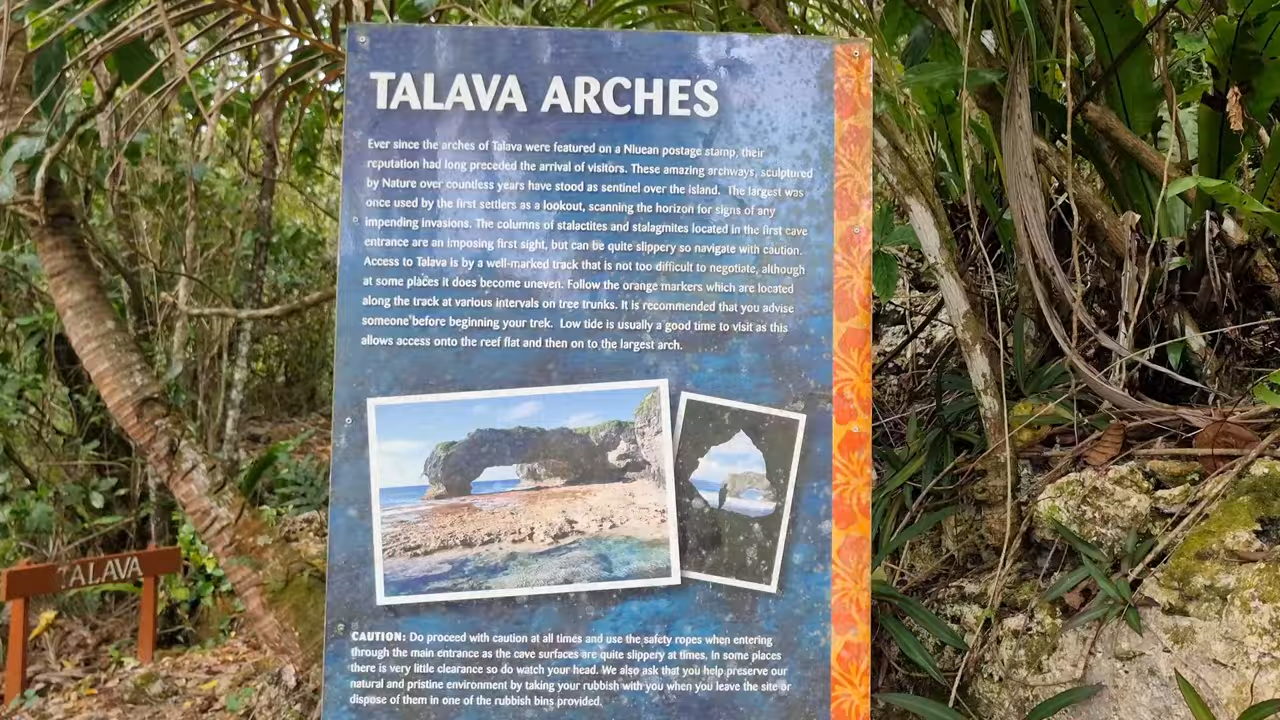 TALAVA ARCHES
Ever since the arches of Talava were featured on a Niuean postage stamp, their
reputation had long preceded the arrival of visitors. These amazing archways, sculptured
by Nature over countless years have stood as sentinel over the island. The largest was
once used by the first settlers as a lookout, scanning the horizon for signs of any
impending invasions. The columns of stalactites and stalagmites located in the first cave
entrance are an imposing first sight, but can be quite slippery so navigate with caution.
Access to Talava is by a well-marked track that is not too difficult to negotiate, although
at some places it does become uneven. Follow the orange markers which are located
along the track at various intervals on tree trunks. It is recommended that you advise
someone before beginning your trek. Low tide is usually a good time to visit as this
allows access onto the reef flat and then on to the largest arch.
TALAVA
CAUTION: Do proceed with caution at all times and use the safety ropes when entering
through the main entrance as the cave surfaces are quite slippery at times. In some places
there is very little clearance so do watch your head. We also ask that you help preserve our
natural and pristine environment by taking your rubbish with you when you leave the site or
dispose of them in one of the rubbish bins provided.